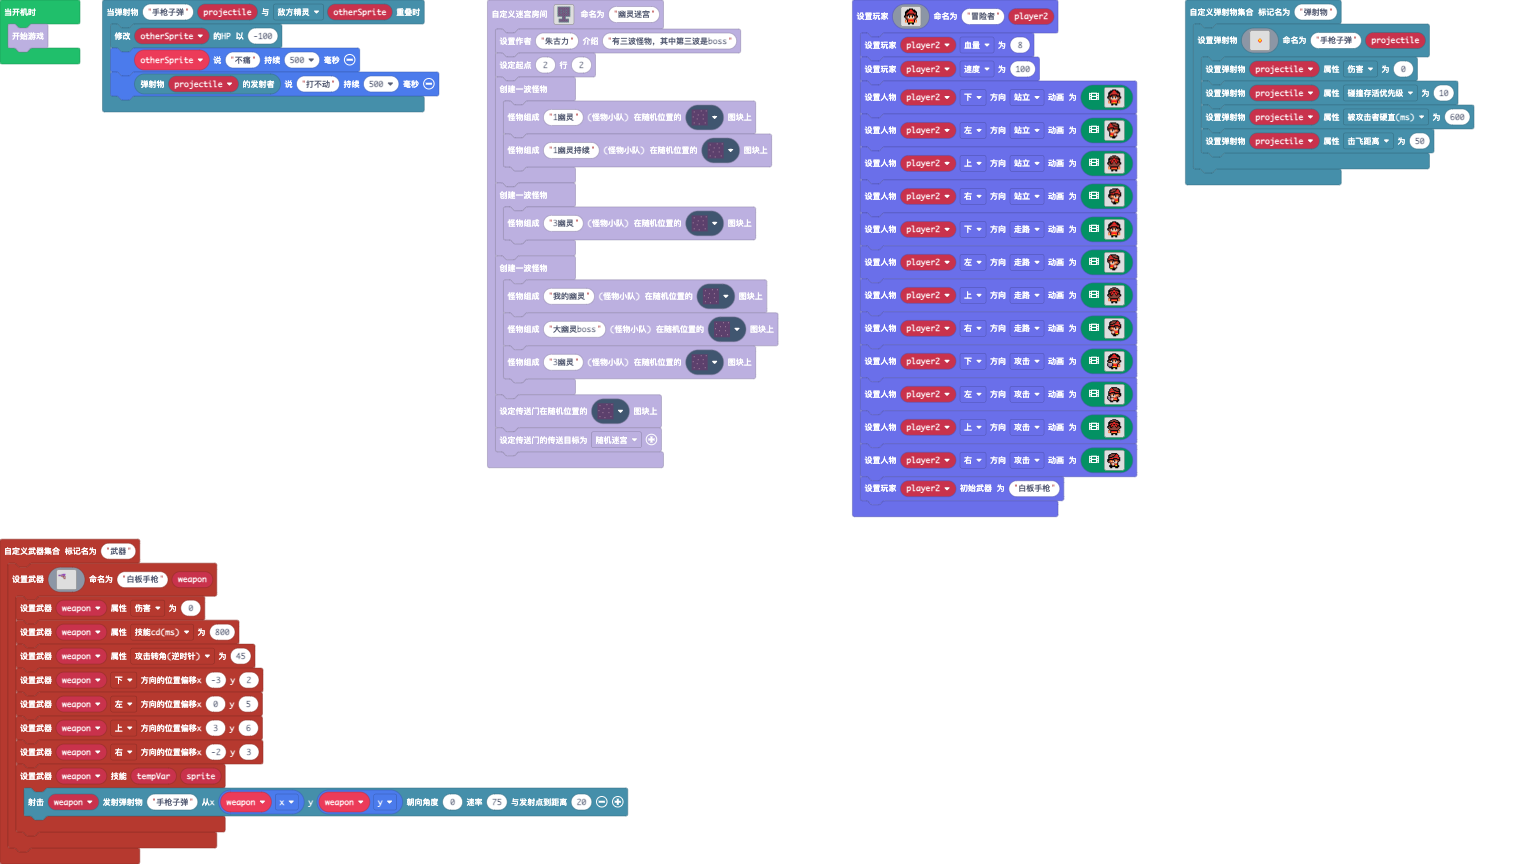 当开机时
开始游戏
当弹射物 "手枪子弹" projectile 与 敌方精灵 otherSprite 重叠时
修改 otherSprite 的HP 以 -100
otherSprite 说 "不痛" 持续 500 毫秒
弹射物 projectile 的发射者 说 "打不动" 持续 500 毫秒
自定义迷宫房间 命名为 "幽灵迷宫"
设置作者 "朱古力" 介绍 "有三波怪物，其中第三波是boss"
设定起点 2 行 2
创建一波怪物
怪物组成 "1幽灵" (怪物小队) 在随机位置的 图块上
怪物组成 "1幽灵持续" (怪物小队) 在随机位置的 图块上
创建一波怪物
怪物组成 "3幽灵" (怪物小队) 在随机位置的 图块上
创建一波怪物
怪物组成 "我的幽灵" (怪物小队) 在随机位置的 图块上
怪物组成 "大幽灵boss" (怪物小队) 在随机位置的 图块上
怪物组成 "3幽灵" (怪物小队) 在随机位置的 图块上
设定传送门在随机位置的 图块上
设定传送门的传送目标为 随机迷宫
设置玩家 命名为 "冒险者" player2
设置玩家 player2 血量 为 8
设置玩家 player2 速度 为 100
设置人物 player2 下 方向 站立 动画 为
设置人物 player2 左 方向 站立 动画 为
设置人物 player2 上 方向 站立 动画 为
设置人物 player2 右 方向 站立 动画 为
设置人物 player2 下 方向 走路 动画 为
设置人物 player2 左 方向 走路 动画 为
设置人物 player2 上 方向 走路 动画 为
设置人物 player2 右 方向 走路 动画 为
设置人物 player2 下 方向 攻击 动画 为
设置人物 player2 左 方向 攻击 动画 为
设置人物 player2 上 方向 攻击 动画 为
设置人物 player2 右 方向 攻击 动画 为
设置玩家 player2 初始武器 为 "白板手枪"
自定义弹射物集合 标记名为 "弹射物"
设置弹射物 命名为 "手枪子弹" projectile
设置弹射物 projectile 属性 伤害 为 0
设置弹射物 projectile 属性 碰撞存活优先级 为 10
设置弹射物 projectile 属性 被攻击者硬直(ms) 为 600
设置弹射物 projectile 属性 击飞距离 为 50
自定义武器集合 标记名为 "武器"
设置武器 命名为 "白板手枪" weapon
设置武器 weapon 属性 伤害 为 0
设置武器 weapon 属性 技能cd(ms) 为 800
设置武器 weapon 属性 攻击转角(逆时针) 为 45
设置武器 weapon 下 方向的位置偏移x -3 y 2
设置武器 weapon 左 方向的位置偏移x 0 y 5
设置武器 weapon 上 方向的位置偏移x 3 y 6
设置武器 weapon 右 方向的位置偏移x -2 y 3
设置武器 weapon 技能 tempVar sprite
射击 weapon 发射弹射物 "手枪子弹" 从x weapon x y weapon y 朝向角度 0 速率 75 与发射点到距离 20